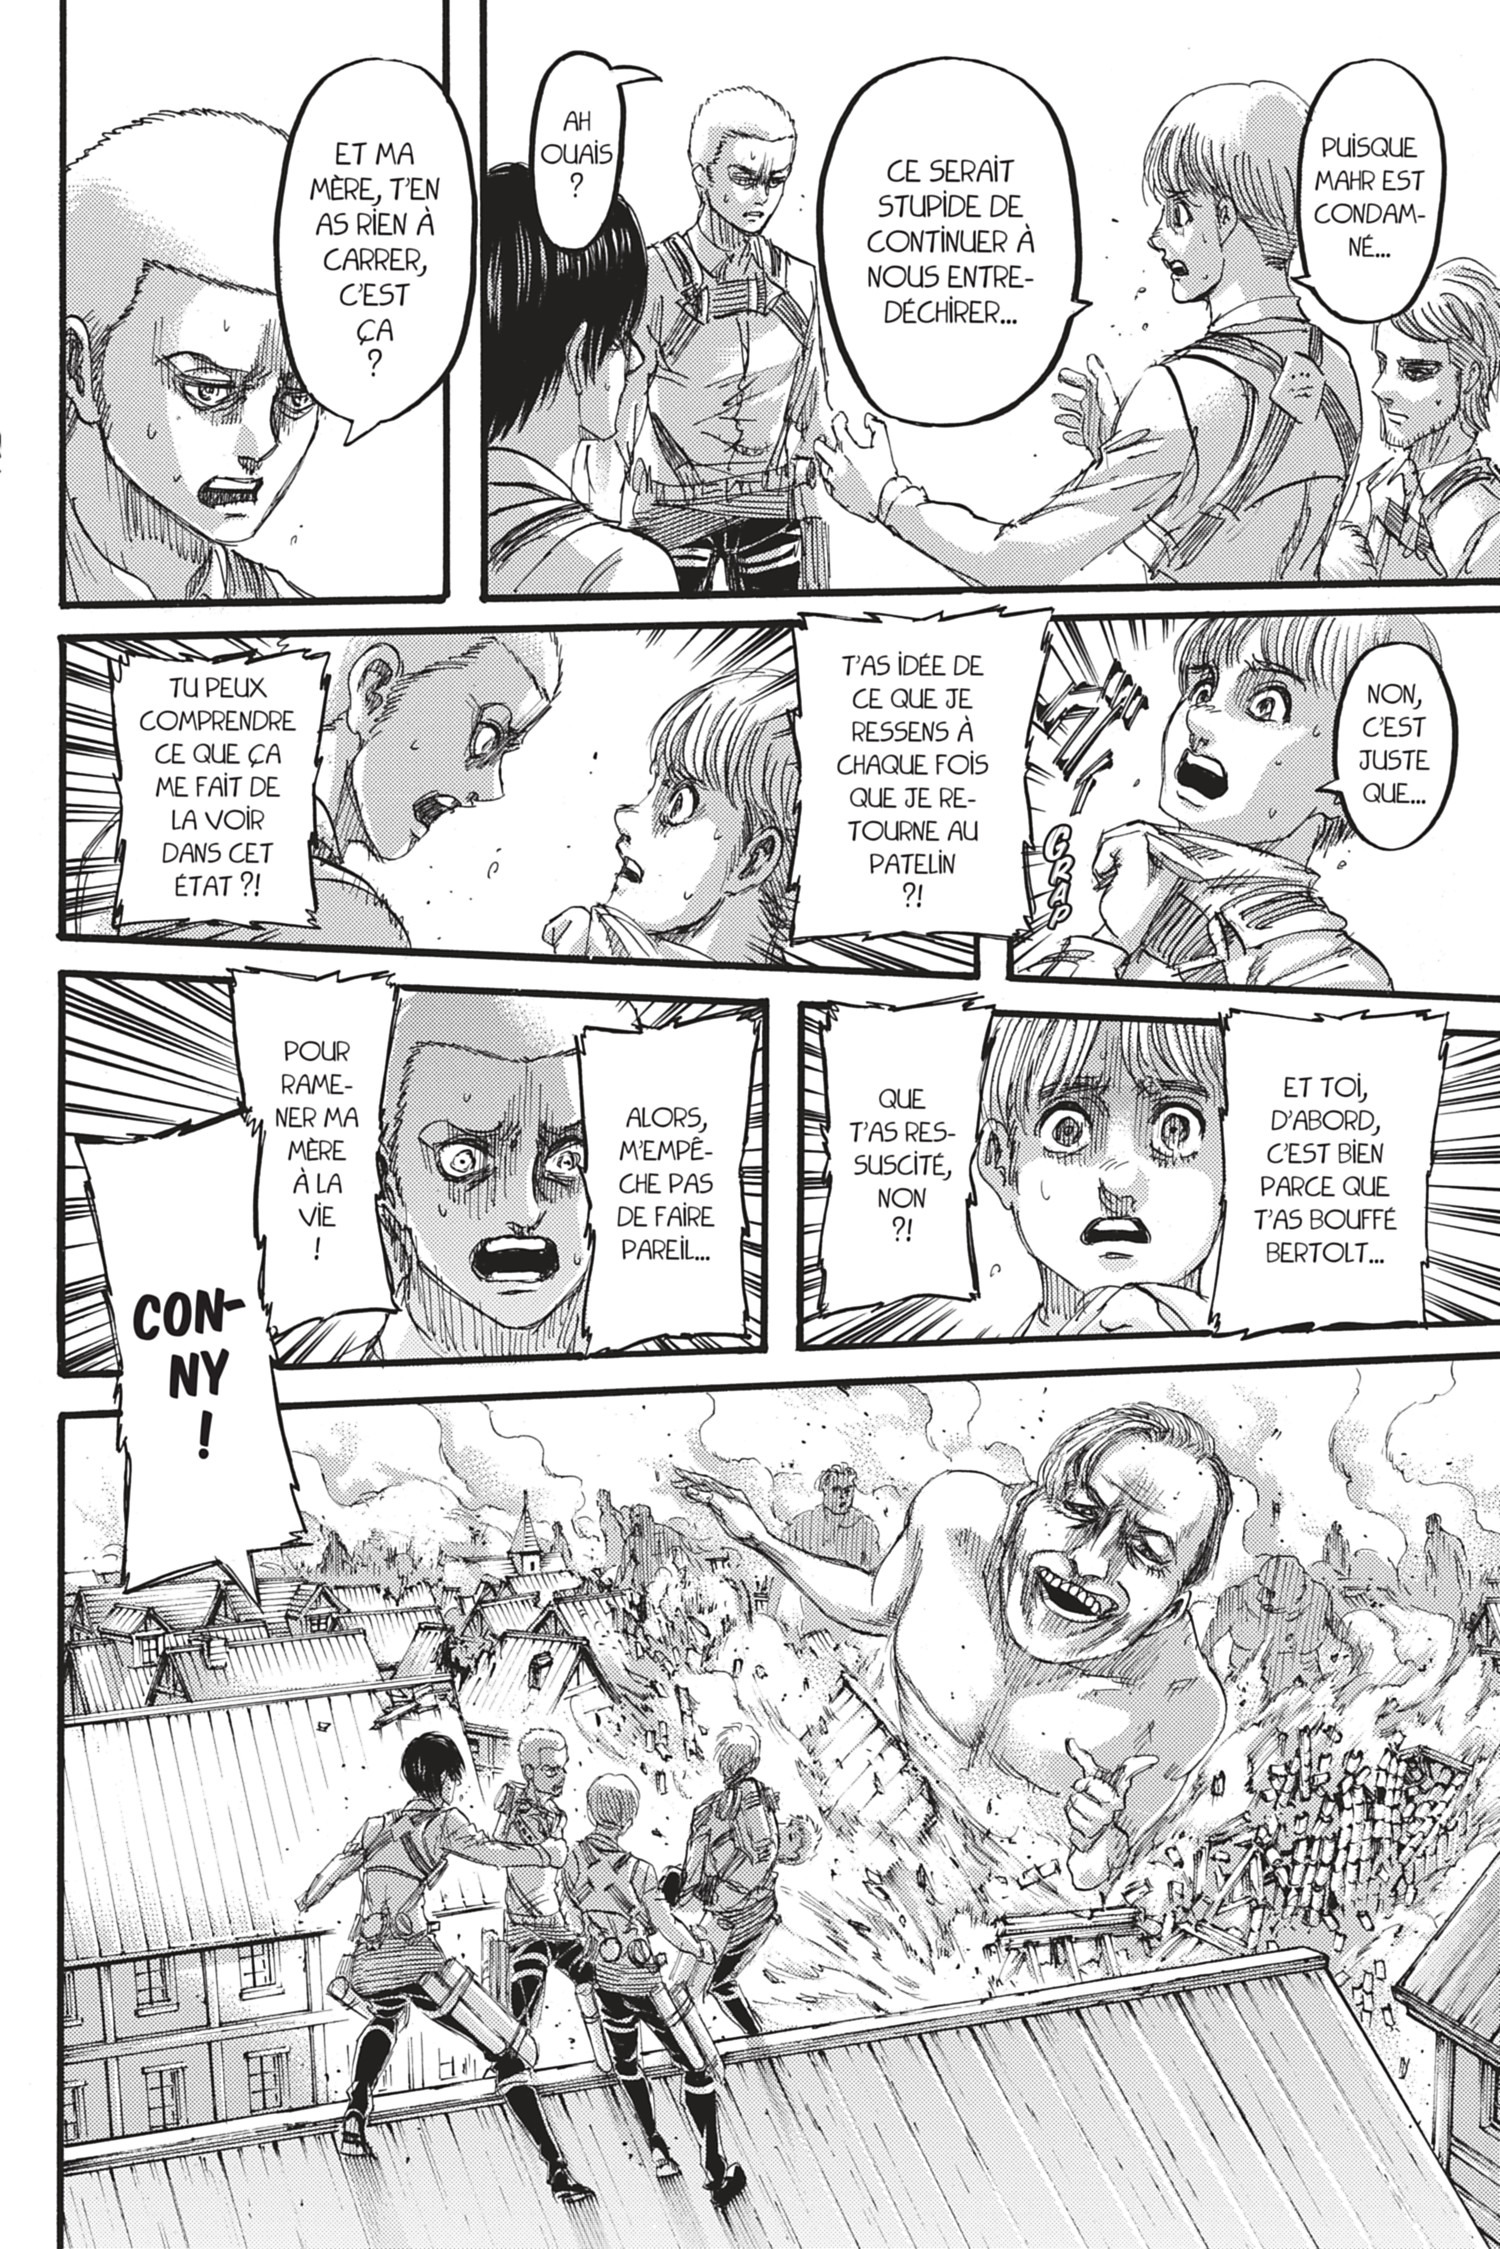 PUISQUE
MAHR EST
CONDAM-
NÉ...
CE SERAIT
STUPIDE DE
CONTINUER À
NOUS ENTRE-
DÉCHIRER...
AH
OUAIS
?
ET MA
MÈRE, T'EN
AS RIEN À
CARRER,
C'EST
ÇA
?
NON,
C'EST
JUSTE
QUE...
GRAP
T'AS IDÉE DE
CE QUE JE
RESSENS À
CHAQUE FOIS
QUE JE RE-
TOURNE AU
PATELIN
?!
TU PEUX
COMPRENDRE
CE QUE ÇA
ME FAIT DE
LA VOIR
DANS CET
ÉTAT ?!
ET TOI,
D'ABORD,
C'EST BIEN
PARCE QUE
T'AS BOUFFÉ
BERTOLT...
QUE
T'AS RES-
SUSCITÉ,
NON
?!
ALORS,
M'EMPÊ-
CHE PAS
DE FAIRE
PAREIL...
POUR
RAME-
NER MA
MÈRE
À LA
VIE
!
CON-
NY
!